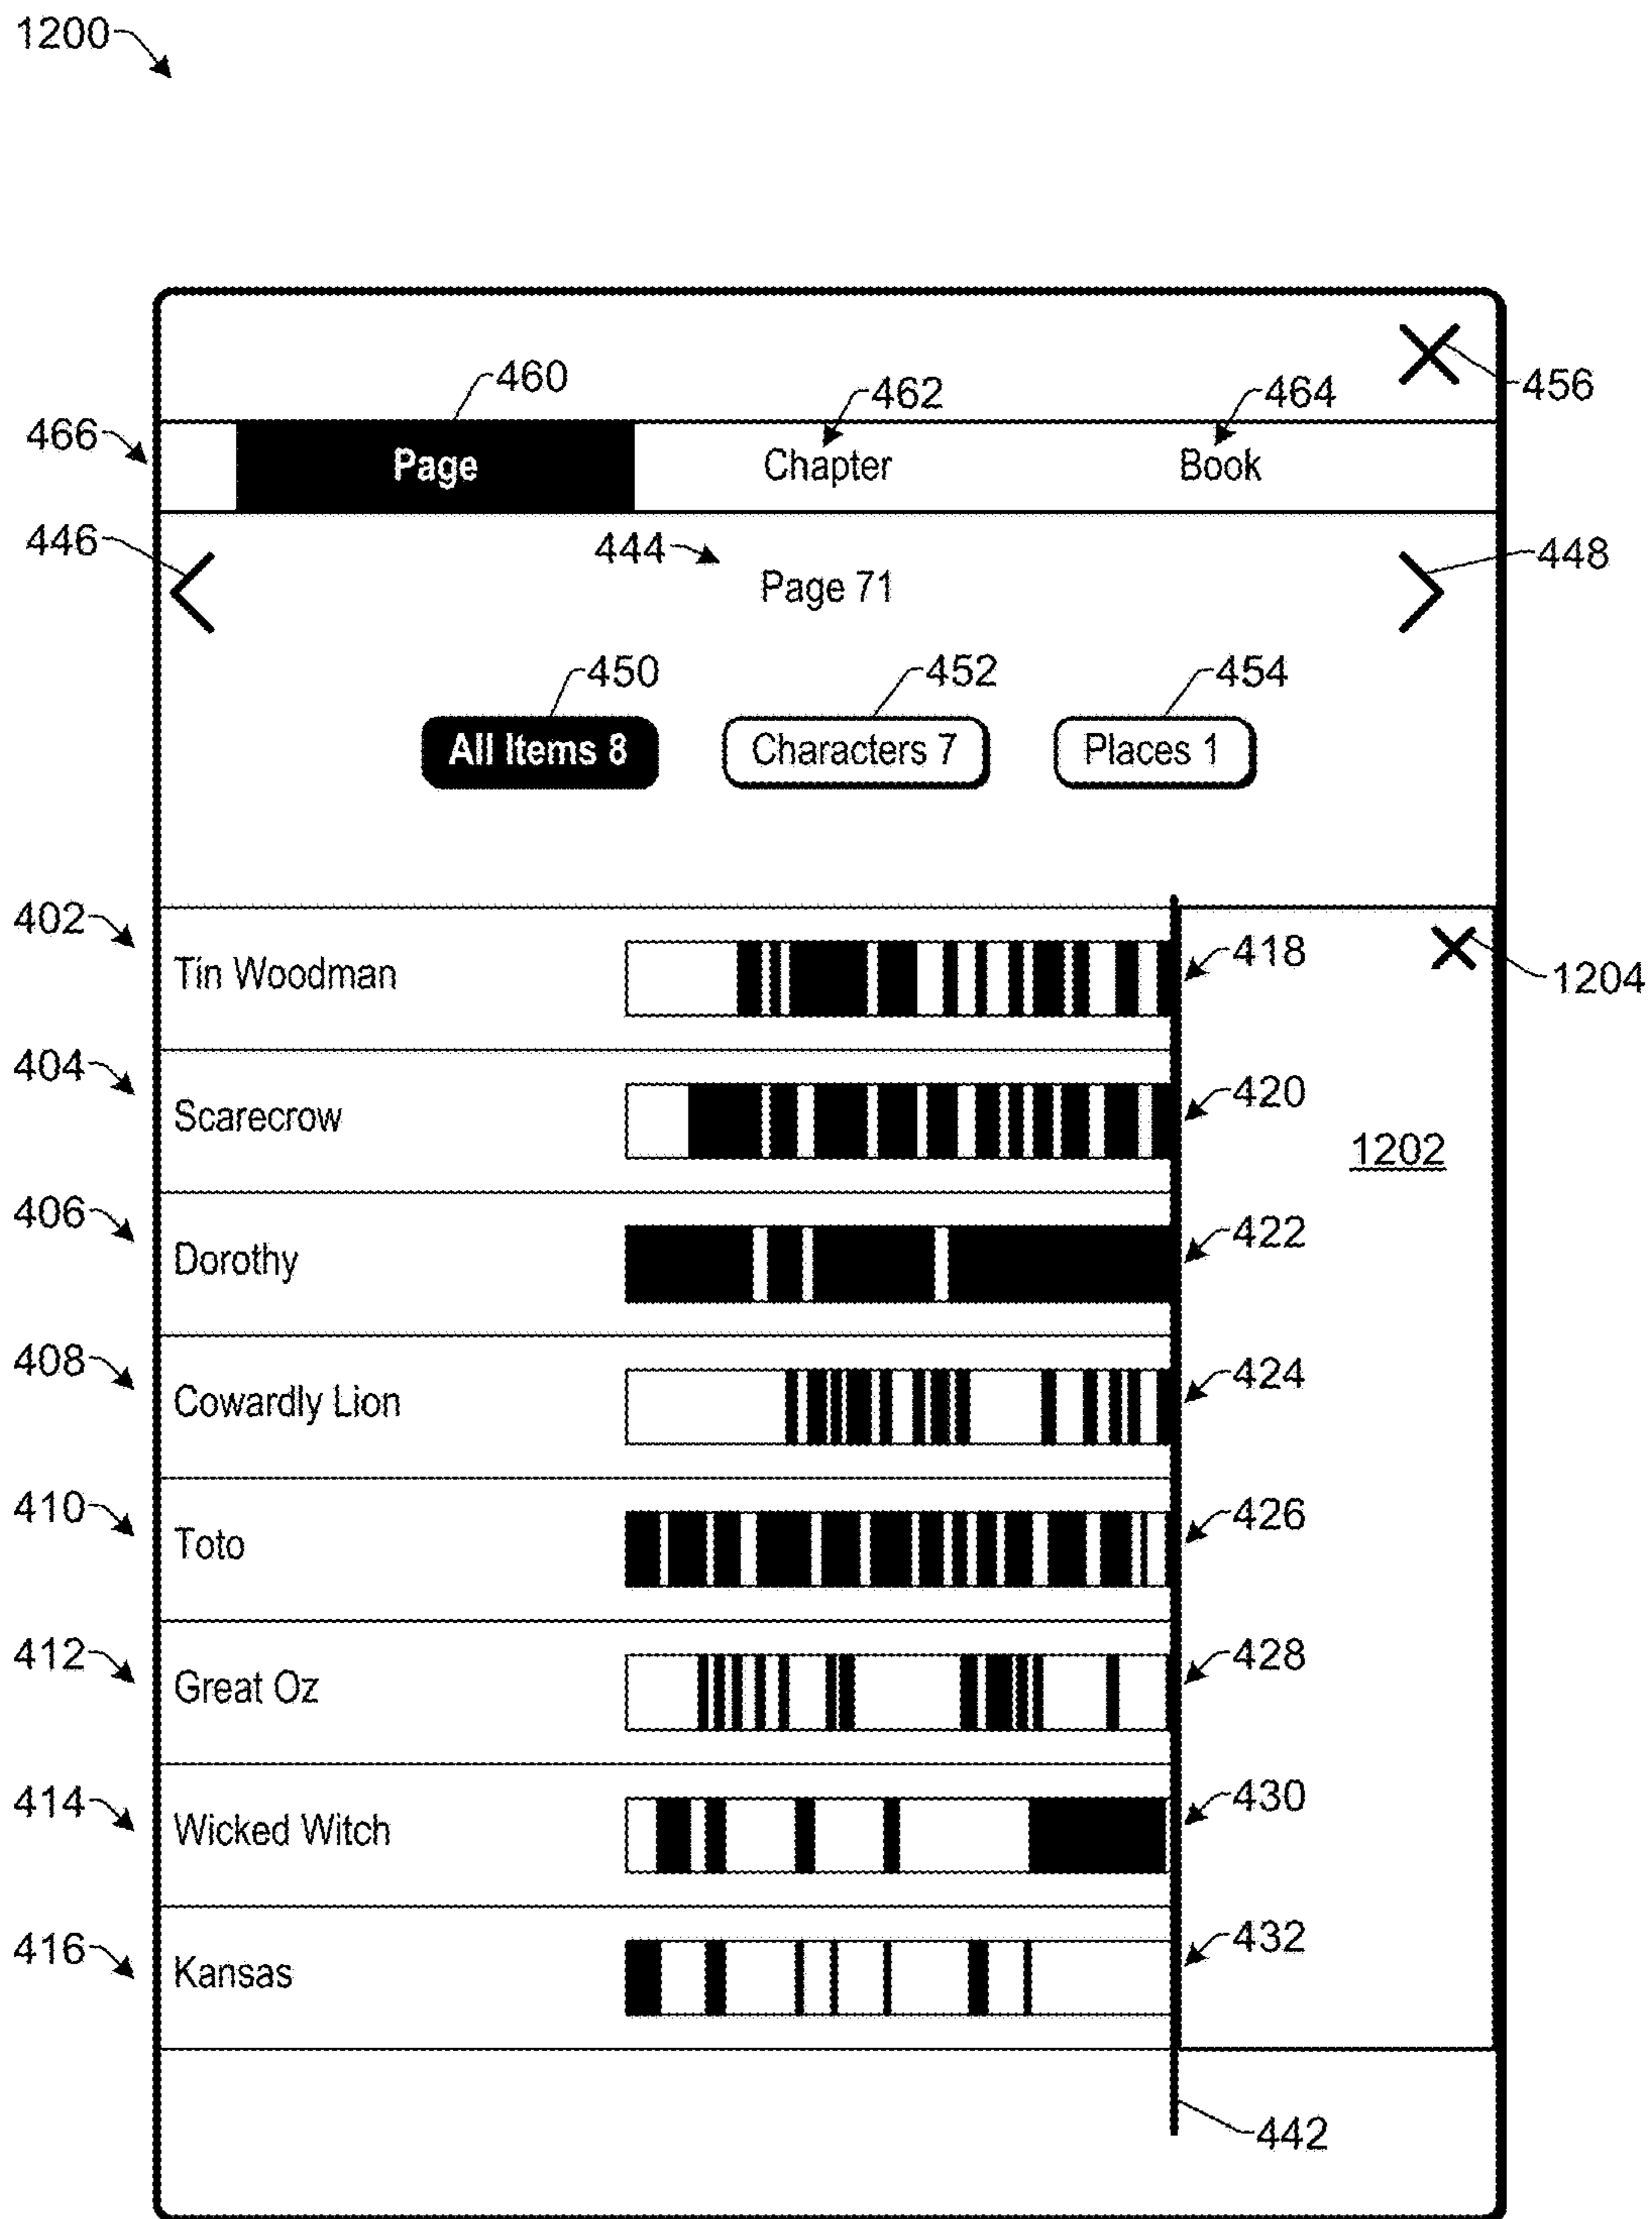 1200
460
462
464
456
466
Page Chapter Book
446
444
448
Page 71
450
452
454
All Items 8 Characters 7 Places 1
402
Tin Woodman
418
1204
404
Scarecrow
420
1202
406
Dorothy
422
408
Cowardly Lion
424
410
Toto
426
412
Great Oz
428
414
Wicked Witch
430
416
Kansas
432
442